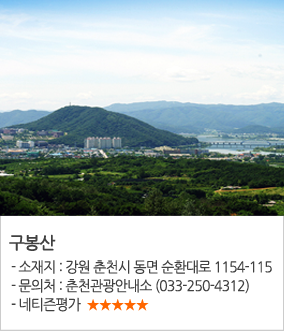 구봉산
- 소재지 : 강원 춘천시 동면 순환대로 1154-115
- 문의처 : 춘천관광안내소 (033-250-4312)
- 네티즌평가 ★★★★★